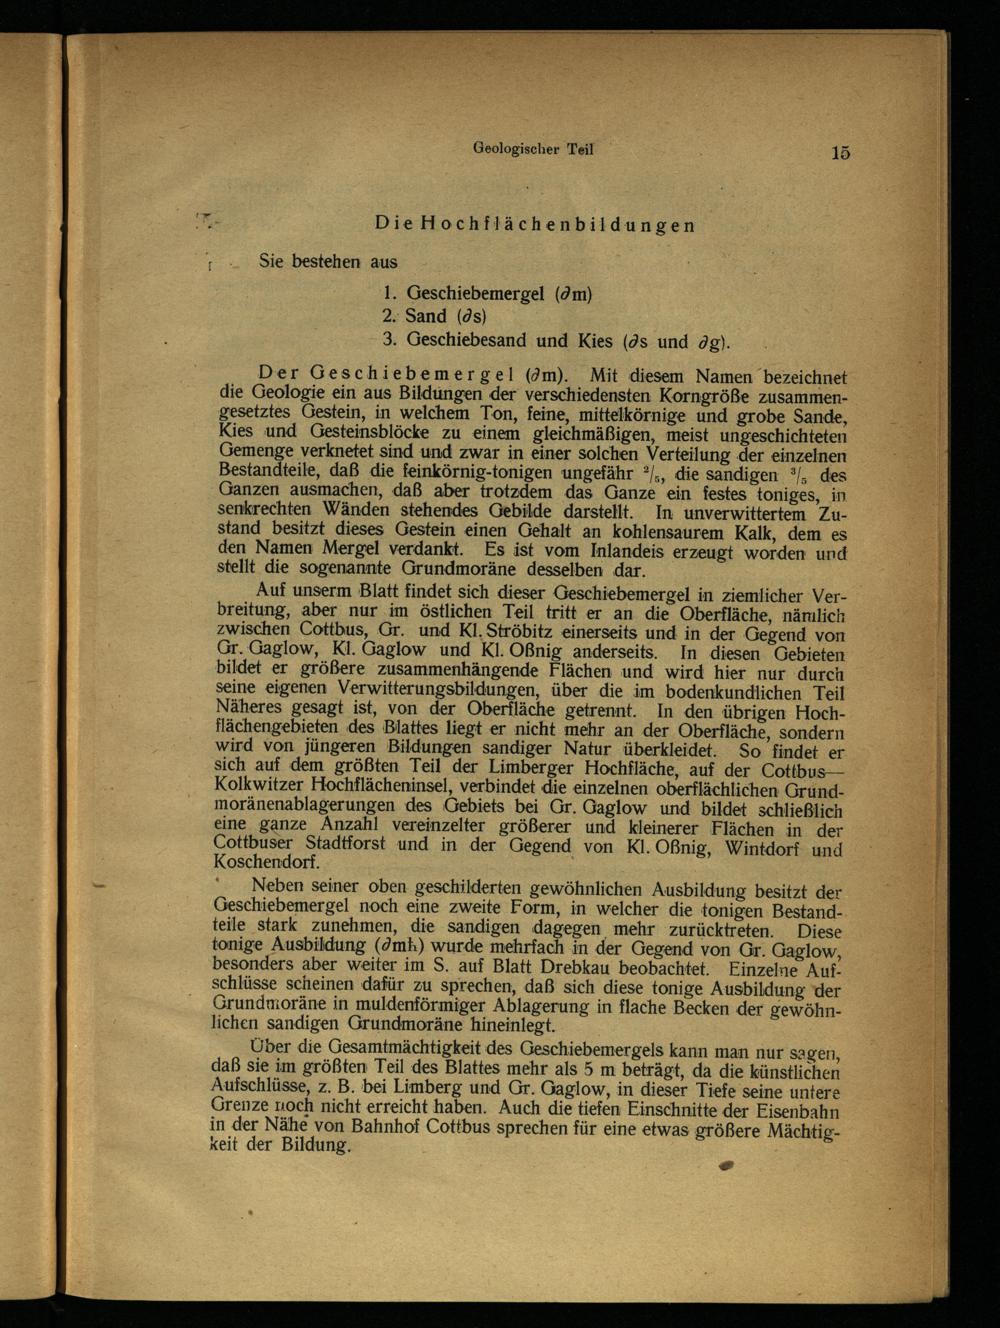 Geologischer Teil 15
Die Hochflächenbildungen
Sie bestehen aus
1. Geschiebemergel (∂m)
2. Sand (∂s)
3. Geschiebesand und Kies (∂s und ∂g).
Der Geschiebemergel (∂m). Mit diesem Namen bezeichnet
die Geologie ein aus Bildungen der verschiedensten Korngröße zusammen-
gesetztes Gestein, in welchem Ton, feine, mittelkörnige und grobe Sande,
Kies und Gesteinsblöcke zu einem gleichmäßigen, meist ungeschichteten
Gemenge verknetet sind und zwar in einer solchen Verteilung der einzelnen
Bestandteile, daß die feinkörnig-tonigen ungefähr ²/₅, die sandigen ³/₅ des
Ganzen ausmachen, daß aber trotzdem das Ganze ein festes toniges, in
senkrechten Wänden stehendes Gebilde darstellt. In unverwittertem Zu-
stand besitzt dieses Gestein einen Gehalt an kohlensaurem Kalk, dem es
den Namen Mergel verdankt. Es ist vom Inlandeis erzeugt worden und
stellt die sogenannte Grundmoräne desselben dar.
Auf unserm Blatt findet sich dieser Geschiebemergel in ziemlicher Ver-
breitung, aber nur im östlichen Teil tritt er an die Oberfläche, nämlich
zwischen Cottbus, Gr. und Kl. Ströbitz einerseits und in der Gegend von
Gr. Gaglow, Kl. Gaglow und Kl. Oßnig anderseits. In diesen Gebieten
bildet er größere zusammenhängende Flächen und wird hier nur durch
seine eigenen Verwitterungsbildungen, über die im bodenkundlichen Teil
Näheres gesagt ist, von der Oberfläche getrennt. In den übrigen Hoch-
flächengebieten des Blattes liegt er nicht mehr an der Oberfläche, sondern
wird von jüngeren Bildungen sandiger Natur überkleidet. So findet er
sich auf dem größten Teil der Limberger Hochfläche, auf der Cottbus—
Kolkwitzer Hochflächeninsel, verbindet die einzelnen oberflächlichen Grund-
moränenablagerungen des Gebiets bei Gr. Gaglow und bildet schließlich
eine ganze Anzahl vereinzelter größerer und kleinerer Flächen in der
Cottbuser Stadtforst und in der Gegend von Kl. Oßnig, Wintdorf und
Koschendorf.
Neben seiner oben geschilderten gewöhnlichen Ausbildung besitzt der
Geschiebemergel noch eine zweite Form, in welcher die tonigen Bestand-
teile stark zunehmen, die sandigen dagegen mehr zurücktreten. Diese
tonige Ausbildung (∂mh) wurde mehrfach in der Gegend von Gr. Gaglow,
besonders aber weiter im S. auf Blatt Drebkau beobachtet. Einzelne Auf-
schlüsse scheinen dafür zu sprechen, daß sich diese tonige Ausbildung der
Grundmoräne in muldenförmiger Ablagerung in flache Becken der gewöhn-
lichen sandigen Grundmoräne hineinlegt.
Über die Gesamtmächtigkeit des Geschiebemergels kann man nur sagen,
daß sie im größten Teil des Blattes mehr als 5 m beträgt, da die künstlichen
Aufschlüsse, z. B. bei Limberg und Gr. Gaglow, in dieser Tiefe seine untere
Grenze noch nicht erreicht haben. Auch die tiefen Einschnitte der Eisenbahn
in der Nähe von Bahnhof Cottbus sprechen für eine etwas größere Mächtig-
keit der Bildung.